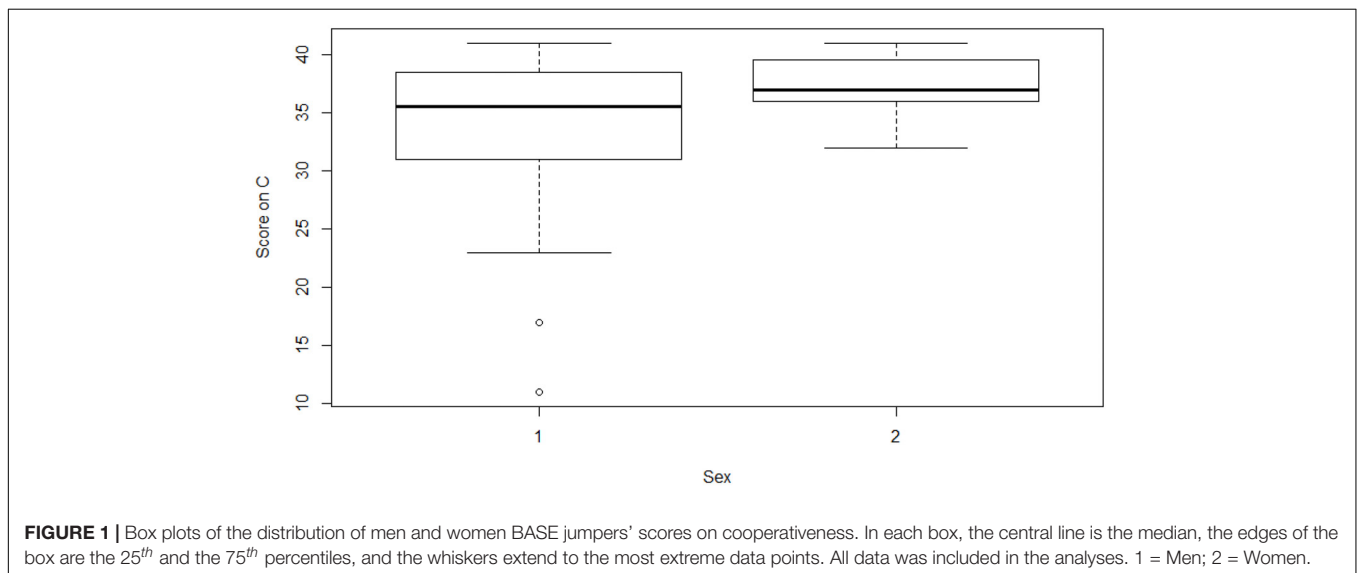 40
35
30
25
20
15
10
Score on C
1
2
Sex
FIGURE 1 | Box plots of the distribution of men and women BASE jumpers' scores on cooperativeness. In each box, the central line is the median, the edges of the
box are the 25th and the 75th percentiles, and the whiskers extend to the most extreme data points. All data was included in the analyses. 1 = Men; 2 = Women.